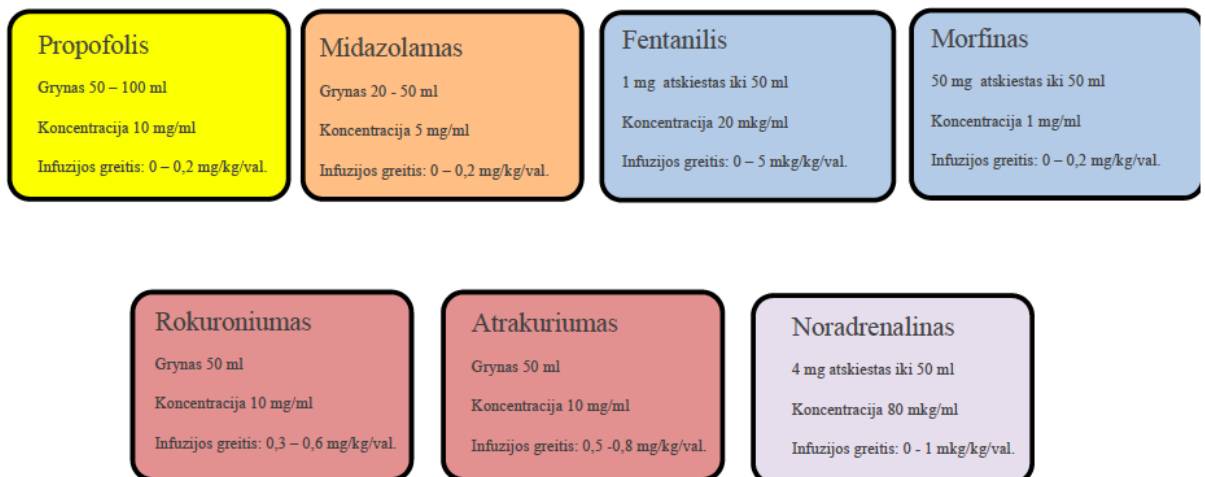 Propofolis
Grynas 50 – 100 ml
Koncentracija 10 mg/ml
Infuzijos greitis: 0 – 0,2 mg/kg/val.
Midazolamas
Grynas 20 - 50 ml
Koncentracija 5 mg/ml
Infuzijos greitis: 0 – 0,2 mg/kg/val.
Fentanilis
1 mg atskiestas iki 50 ml
Koncentracija 20 mkg/ml
Infuzijos greitis: 0 – 5 mkg/kg/val.
Morfinas
50 mg atskiestas iki 50 ml
Koncentracija 1 mg/ml
Infuzijos greitis: 0 – 0,2 mg/kg/val.
Rokuroniumas
Grynas 50 ml
Koncentracija 10 mg/ml
Infuzijos greitis: 0,3 – 0,6 mg/kg/val.
Atrakuriumas
Grynas 50 ml
Koncentracija 10 mg/ml
Infuzijos greitis: 0,5 -0,8 mg/kg/val.
Noradrenalinas
4 mg atskiestas iki 50 ml
Koncentracija 80 mkg/ml
Infuzijos greitis: 0 - 1 mkg/kg/val.